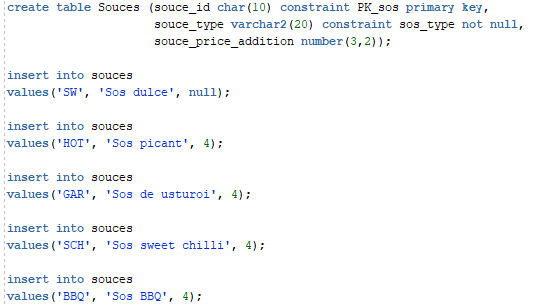 create table Souces (souce_id char(10) constraint PK_sos primary key,
souce_type varchar2(20) constraint sos_type not null,
souce_price_addition number(3,2));
insert into souces
values('SW', 'Sos dulce', null);
insert into souces
values('HOT', 'Sos picant', 4);
insert into souces
values('GAR', 'Sos de usturoi', 4);
insert into souces
values('SCH', 'Sos sweet chilli', 4);
insert into souces
values('BBQ', 'Sos BBQ', 4);